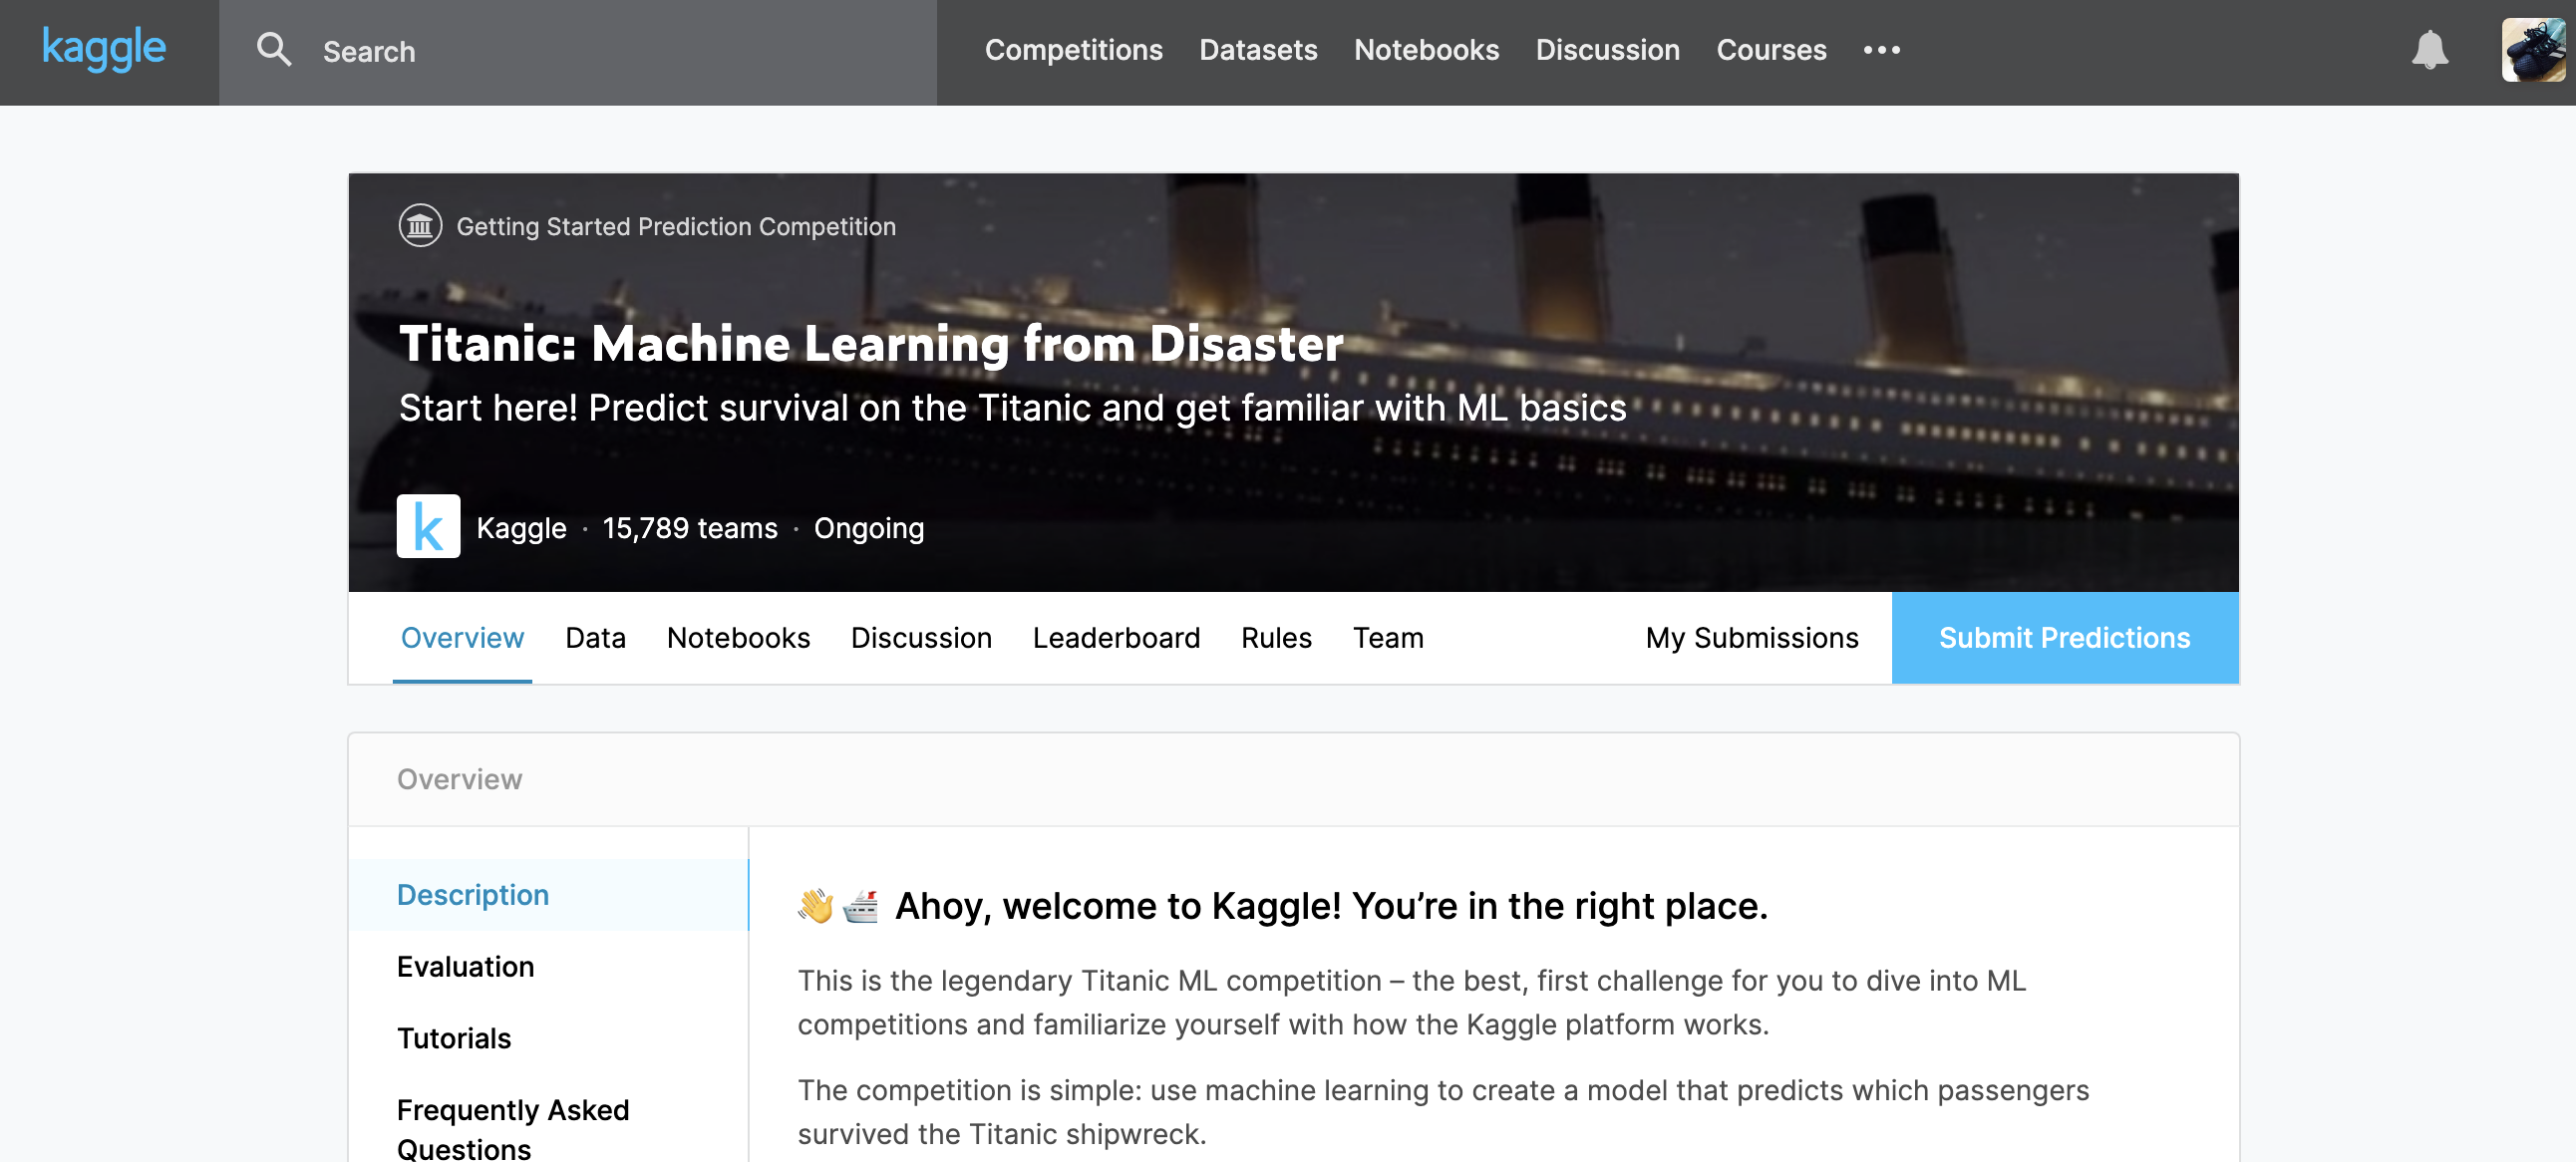 kaggle
Search
Competitions Datasets Notebooks Discussion Courses •••
Getting Started Prediction Competition
Titanic: Machine Learning from Disaster
Start here! Predict survival on the Titanic and get familiar with ML basics
k
Kaggle · 15,789 teams · Ongoing
Overview Data Notebooks Discussion Leaderboard Rules Team My Submissions Submit Predictions
Overview
Description
Evaluation
Tutorials
Frequently Asked
Questions
👋🛳️ Ahoy, welcome to Kaggle! You’re in the right place.
This is the legendary Titanic ML competition – the best, first challenge for you to dive into ML
competitions and familiarize yourself with how the Kaggle platform works.
The competition is simple: use machine learning to create a model that predicts which passengers
survived the Titanic shipwreck.